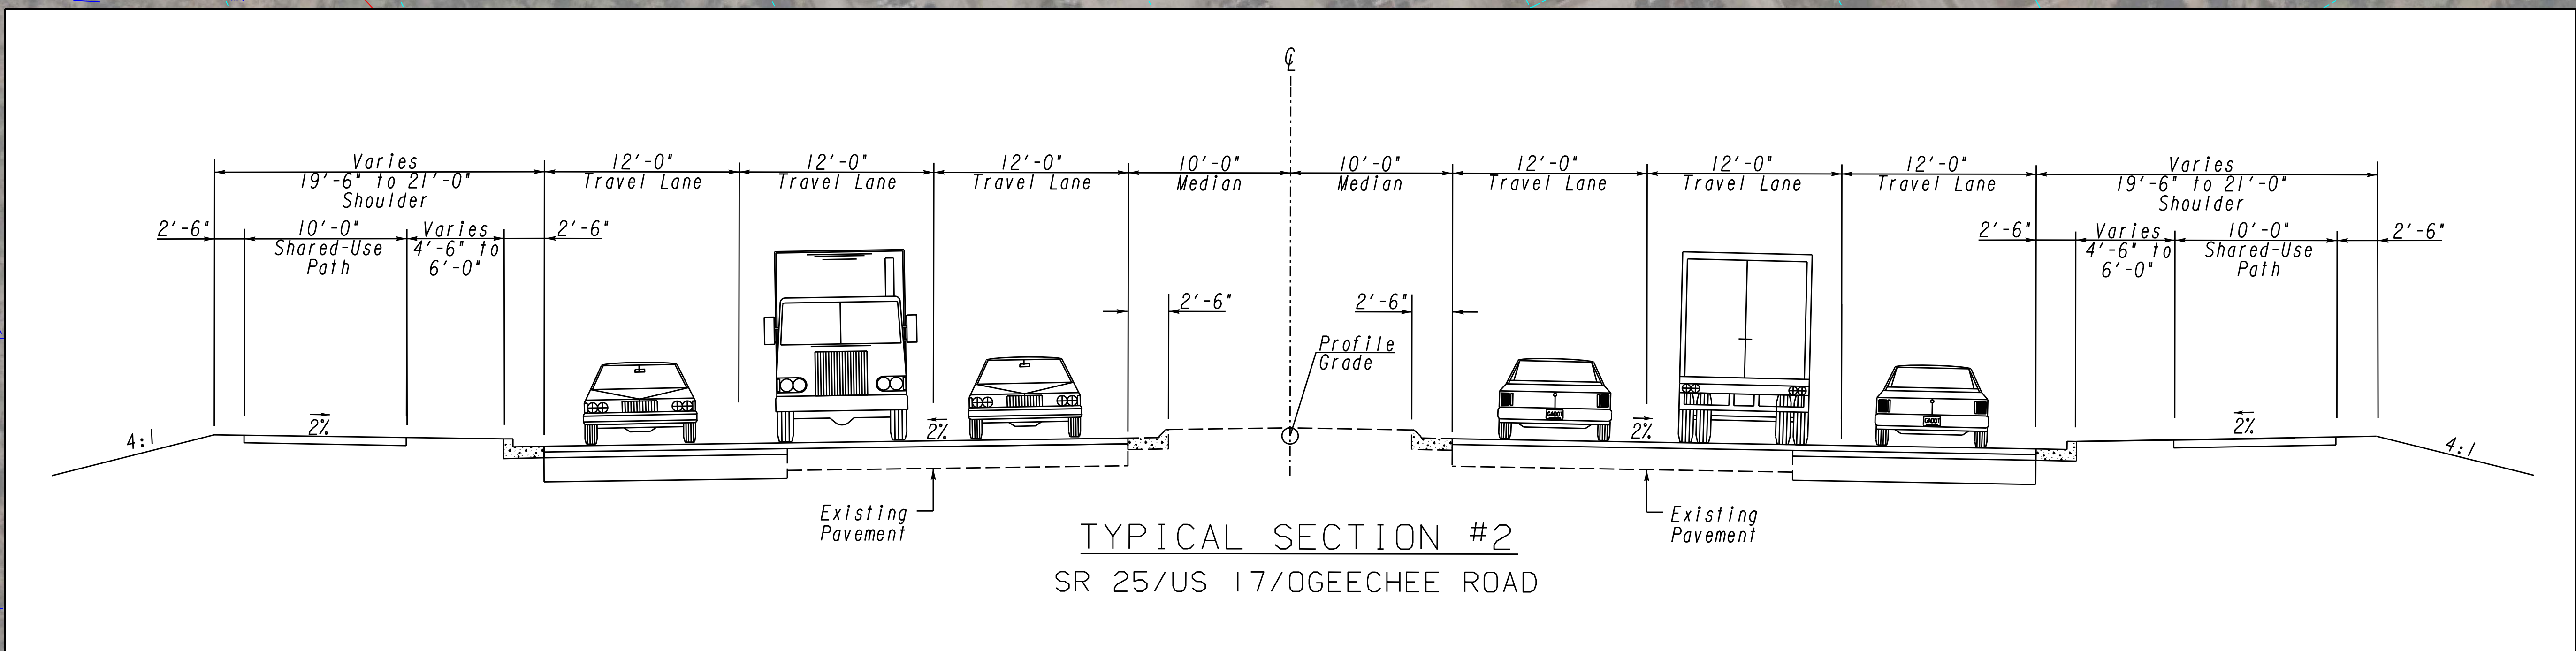 ℄
Varies
19'-6" to 21'-0"
Shoulder
12'-0"
Travel Lane
12'-0"
Travel Lane
12'-0"
Travel Lane
10'-0"
Median
10'-0"
Median
12'-0"
Travel Lane
12'-0"
Travel Lane
12'-0"
Travel Lane
Varies
19'-6" to 21'-0"
Shoulder
2'-6"
10'-0"
Shared-Use
Path
Varies
4'-6" to
6'-0"
2'-6"
2'-6"
Varies
4'-6" to
6'-0"
10'-0"
Shared-Use
Path
2'-6"
2'-6"
2'-6"
Profile
Grade
4:1
2%
2%
GADOT
2%
GADOT
2%
4:1
Existing
Pavement
Existing
Pavement
TYPICAL SECTION #2
SR 25/US 17/OGEECHEE ROAD